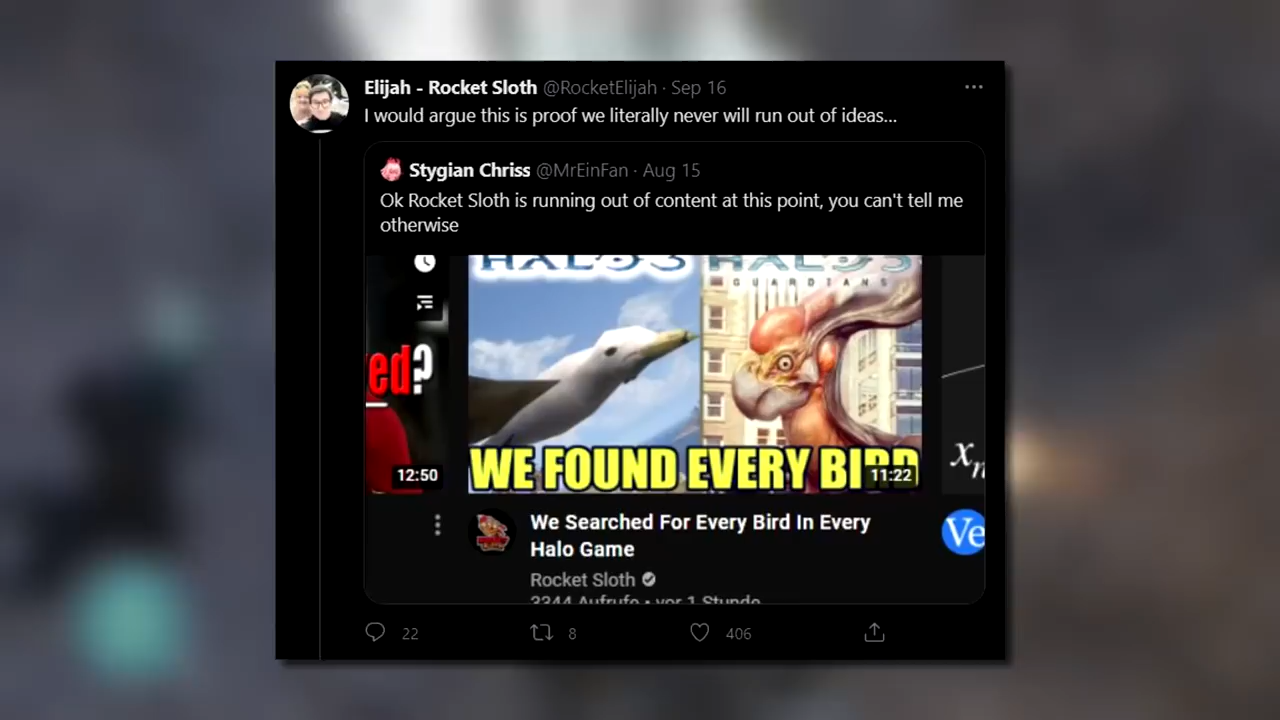 Elijah - Rocket Sloth @RocketElijah · Sep 16
I would argue this is proof we literally never will run out of ideas...
Stygian Chriss @MrEinFan · Aug 15
Ok Rocket Sloth is running out of content at this point, you can't tell me
otherwise
HALO 3 HALO 5
GUARDIANS
ed?
WE FOUND EVERY BIRD
12:50
11:22
xn
We Searched For Every Bird In Every
Halo Game
Ve
Rocket Sloth
3344 Aufrufe • vor 1 Stunde
22 8 406